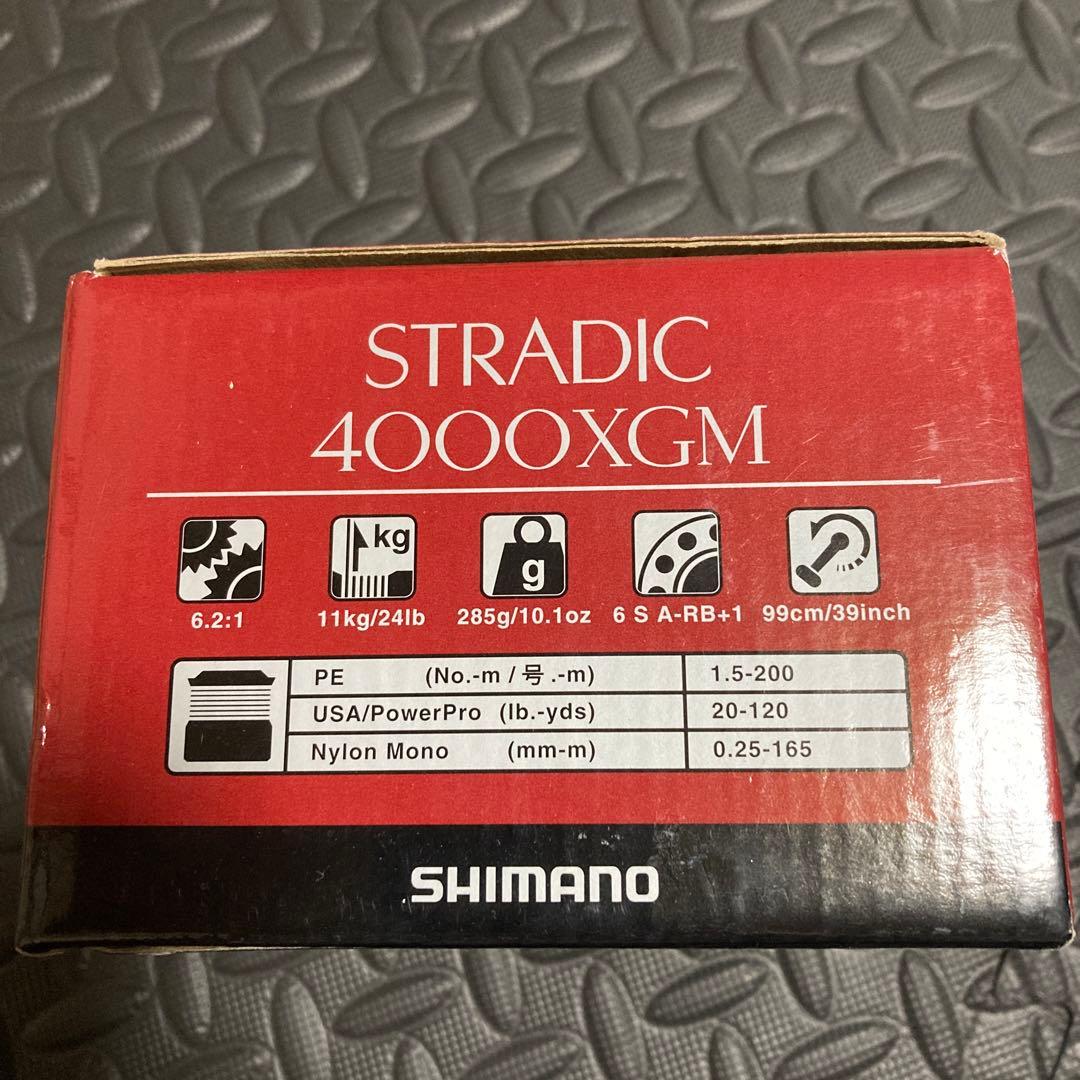 STRADIC
4000XGM
kg
g
6.2:1 11kg/24lb 285g/10.1oz 6 S A-RB+1 99cm/39inch
PE (No.-m / 号.-m) 1.5-200
USA/PowerPro (lb.-yds) 20-120
Nylon Mono (mm-m) 0.25-165
SHIMANO